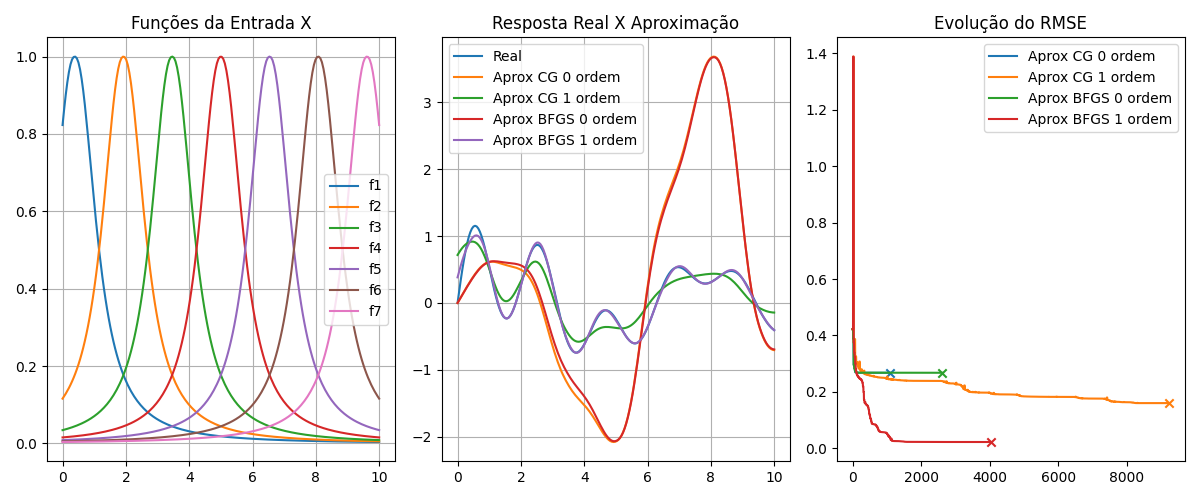 Funções da Entrada X
1.0
0.8
0.6
0.4
0.2
0.0
0 2 4 6 8 10
f1
f2
f3
f4
f5
f6
f7
Resposta Real X Aproximação
3
2
1
0
−1
−2
0 2 4 6 8 10
Real
Aprox CG 0 ordem
Aprox CG 1 ordem
Aprox BFGS 0 ordem
Aprox BFGS 1 ordem
Evolução do RMSE
1.4
1.2
1.0
0.8
0.6
0.4
0.2
0.0
0 2000 4000 6000 8000
Aprox CG 0 ordem
Aprox CG 1 ordem
Aprox BFGS 0 ordem
Aprox BFGS 1 ordem